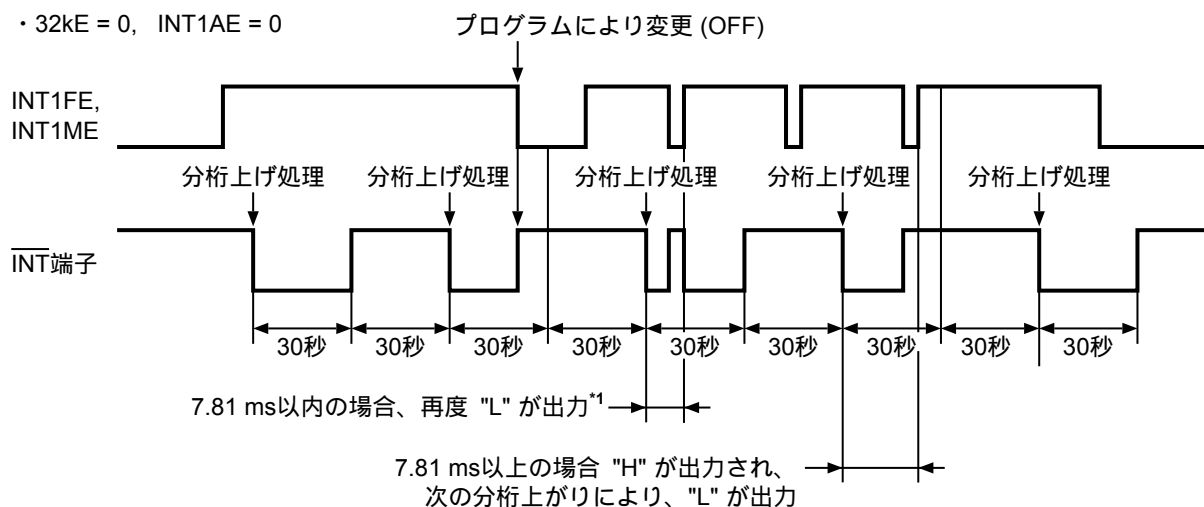 ・32kE = 0, INT1AE = 0
プログラムにより変更 (OFF)
INT1FE,
INT1ME
分桁上げ処理 分桁上げ処理 分桁上げ処理 分桁上げ処理 分桁上げ処理
INT端子
30秒 30秒 30秒 30秒 30秒 30秒 30秒 30秒 30秒
7.81 ms以内の場合、再度 "L" が出力*1
7.81 ms以上の場合 "H" が出力され、
次の分桁上がりにより、"L" が出力